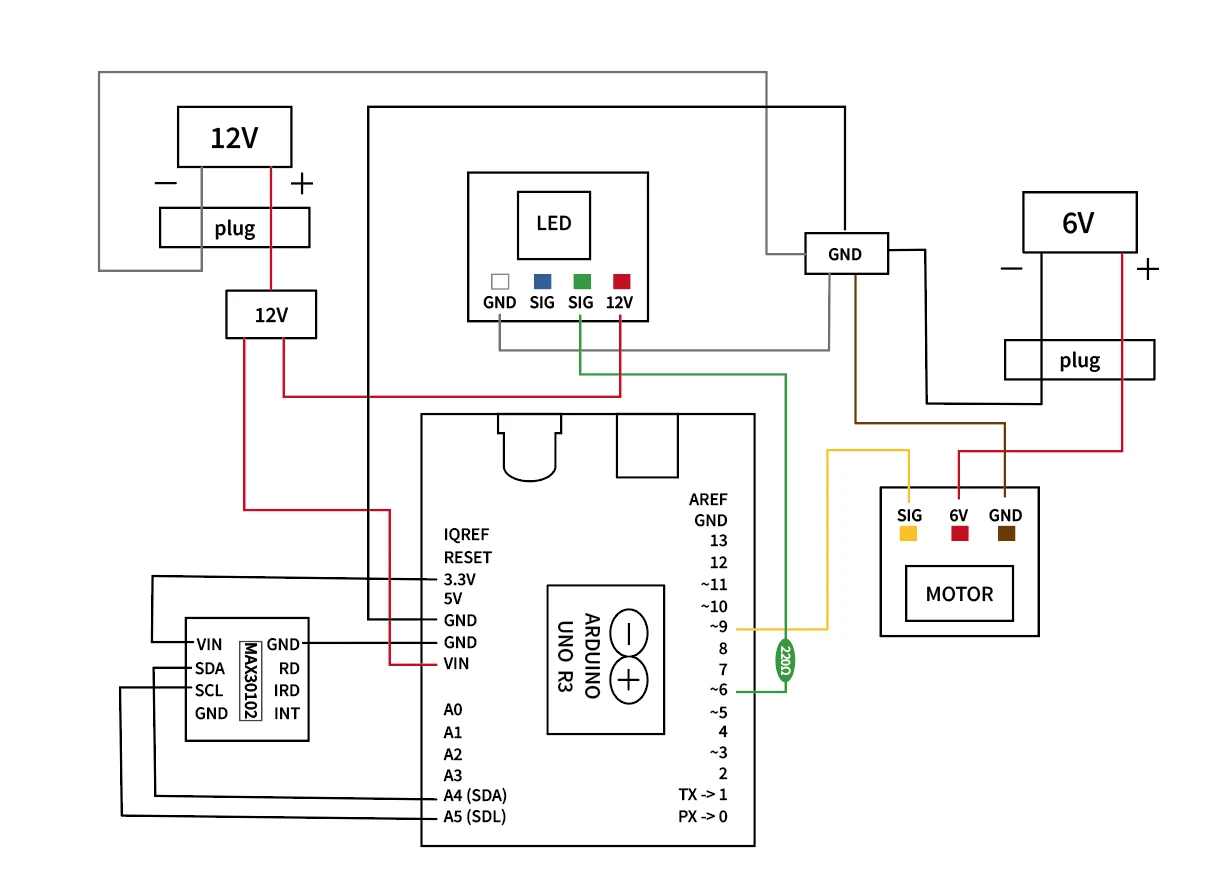 12V
− +
plug
12V
LED
GND SIG SIG 12V
GND
6V
− +
plug
SIG 6V GND
MOTOR
IQREF
RESET
3.3V
5V
GND
GND
VIN
A0
A1
A2
A3
A4 (SDA)
A5 (SDL)
ARDUINO
UNO R3
− +
AREF
GND
13
12
~11
~10
~9
8
7
~6
~5
4
~3
2
TX -> 1
PX -> 0
220Ω
VIN
SDA
SCL
GND
MAX30102
GND
RD
IRD
INT